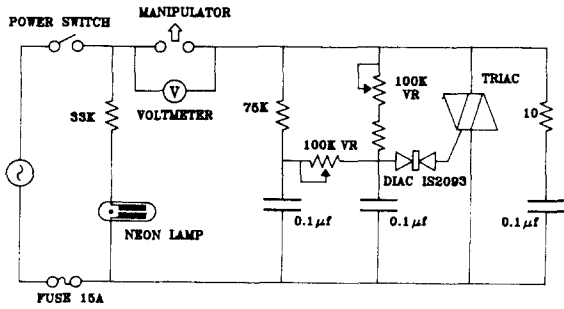 MANIPULATOR
POWER SWITCH
V
VOLTMETER
33K
75K
100K
VR
TRIAC
10
100K VR
DIAC IS2093
0.1 μf
0.1 μf
0.1 μf
NEON LAMP
FUSE 15A